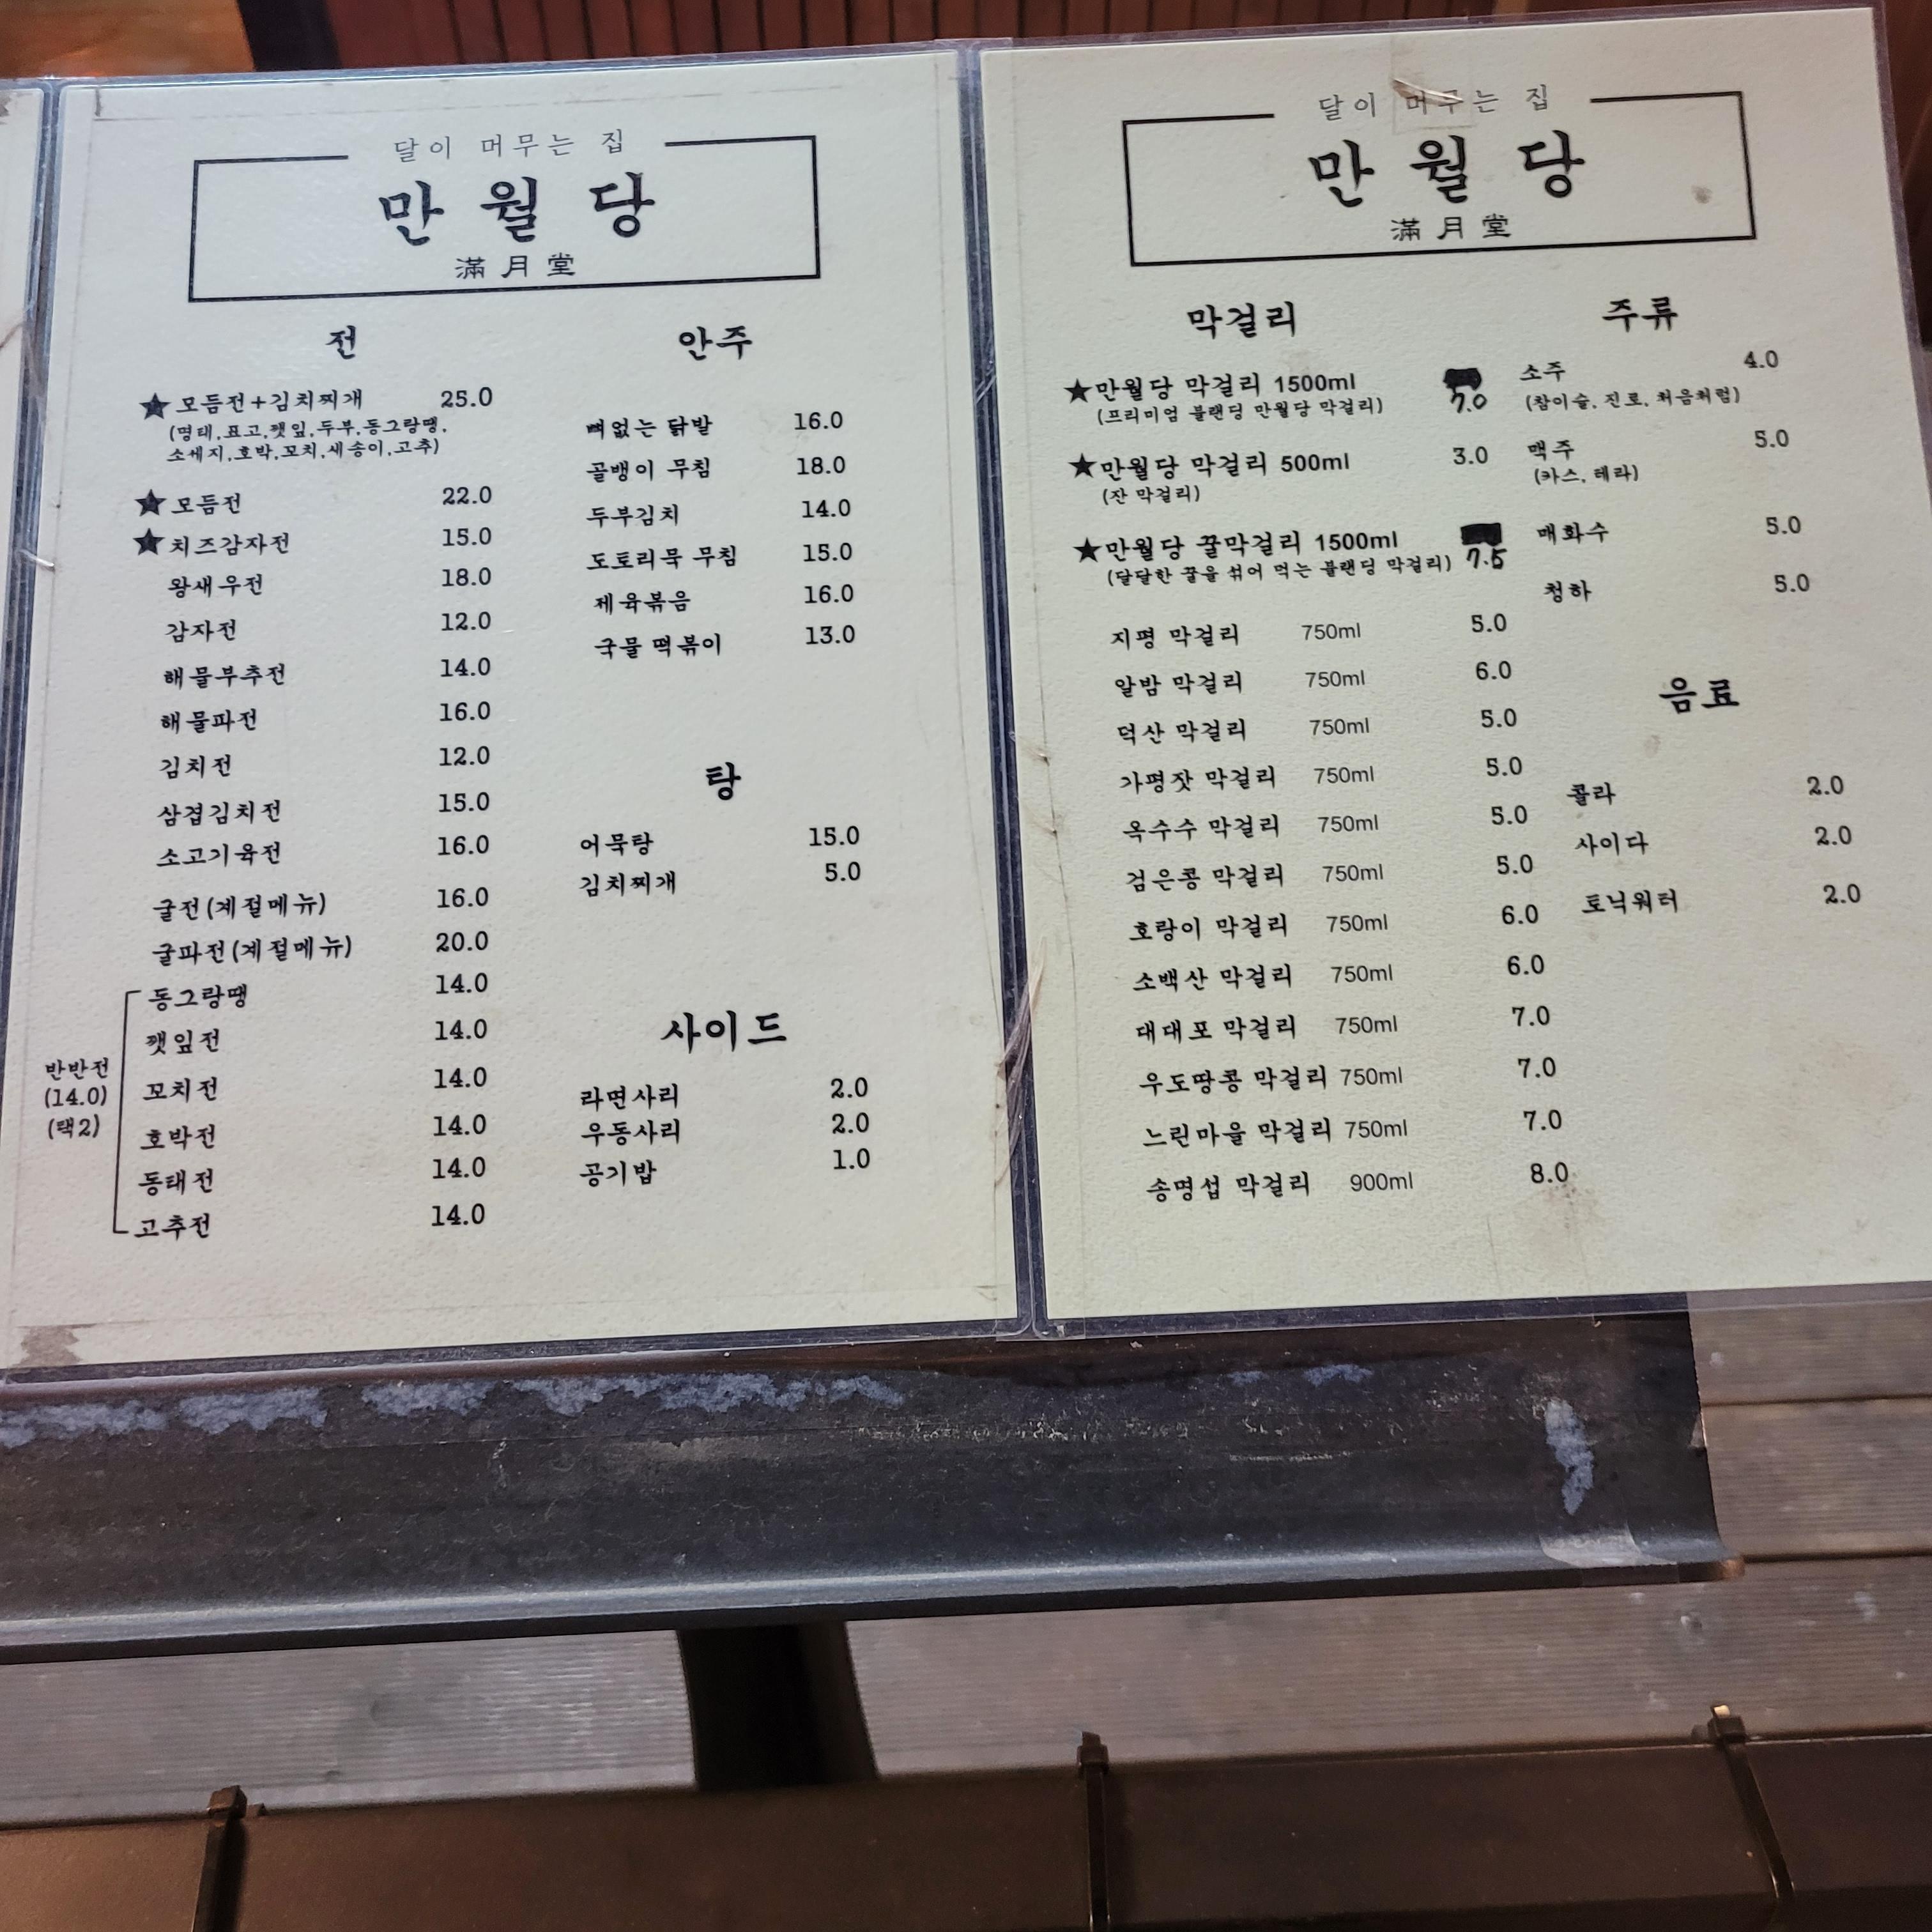 달이 머무는 집
만월당
滿月堂
전
★모듬전+김치찌개 25.0
(명태,표고,깻잎,두부,동그랑땡,
소세지,호박,꼬치,새송이,고추)
★모듬전 22.0
★치즈감자전 15.0
왕새우전 18.0
감자전 12.0
해물부추전 14.0
해물파전 16.0
김치전 12.0
삼겹김치전 15.0
소고기육전 16.0
굴전(계절메뉴) 16.0
굴파전(계절메뉴) 20.0
반반전
(14.0)
(택2)
동그랑땡 14.0
깻잎전 14.0
꼬치전 14.0
호박전 14.0
동태전 14.0
고추전 14.0
안주
뼈없는 닭발 16.0
골뱅이 무침 18.0
두부김치 14.0
도토리묵 무침 15.0
제육볶음 16.0
국물 떡볶이 13.0
탕
어묵탕 15.0
김치찌개 5.0
사이드
라면사리 2.0
우동사리 2.0
공기밥 1.0
달이 머무는 집
만월당
滿月堂
막걸리
★만월당 막걸리 1500ml 7.0
(프리미엄 블랜딩 만월당 막걸리)
★만월당 막걸리 500ml 3.0
(잔 막걸리)
★만월당 꿀막걸리 1500ml 7.5
(달달한 꿀을 섞어 먹는 블랜딩 막걸리)
지평 막걸리 750ml 5.0
알밤 막걸리 750ml 6.0
덕산 막걸리 750ml 5.0
가평잣 막걸리 750ml 5.0
옥수수 막걸리 750ml 5.0
검은콩 막걸리 750ml 5.0
호랑이 막걸리 750ml 6.0
소백산 막걸리 750ml 6.0
대대포 막걸리 750ml 7.0
우도땅콩 막걸리 750ml 7.0
느린마을 막걸리 750ml 7.0
송명섭 막걸리 900ml 8.0
주류
소주 4.0
(참이슬, 진로, 처음처럼)
맥주 5.0
(카스, 테라)
매화수 5.0
청하 5.0
음료
콜라 2.0
사이다 2.0
토닉워터 2.0